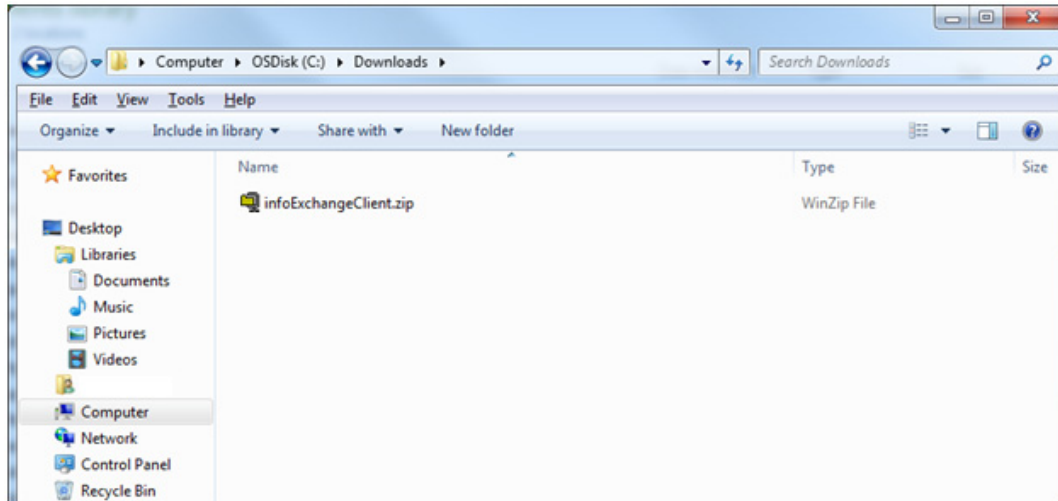 Computer OSDisk (C:) Downloads Search Downloads
File Edit View Tools Help
Organize Include in library Share with New folder
Name Type Size
Favorites
infoExchangeClient.zip WinZip File
Desktop
Libraries
Documents
Music
Pictures
Videos
Computer
Network
Control Panel
Recycle Bin